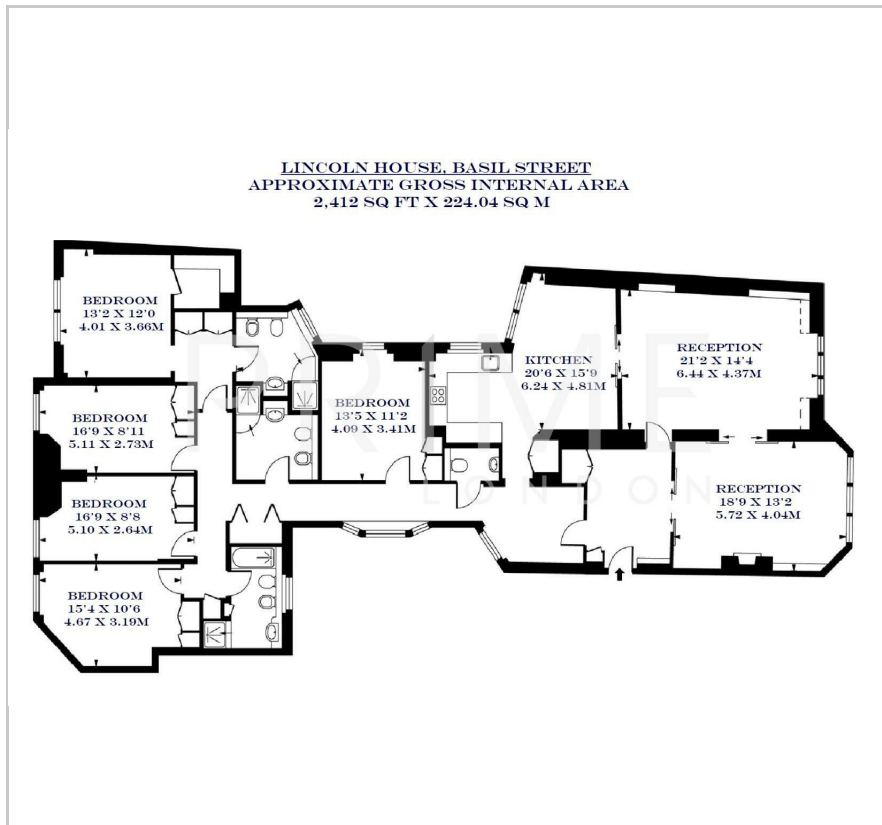 LINCOLN HOUSE, BASIL STREET
APPROXIMATE GROSS INTERNAL AREA
2,412 SQ FT X 224.04 SQ M
BEDROOM
13'2 X 12'0
4.01 X 3.66M
BEDROOM
16'9 X 8'11
5.11 X 2.73M
BEDROOM
16'9 X 8'8
5.10 X 2.64M
BEDROOM
15'4 X 10'6
4.67 X 3.19M
BEDROOM
13'5 X 11'2
4.09 X 3.41M
KITCHEN
20'6 X 15'9
6.24 X 4.81M
RECEPTION
21'2 X 14'4
6.44 X 4.37M
RECEPTION
18'9 X 13'2
5.72 X 4.04M
PRIME
LONDON